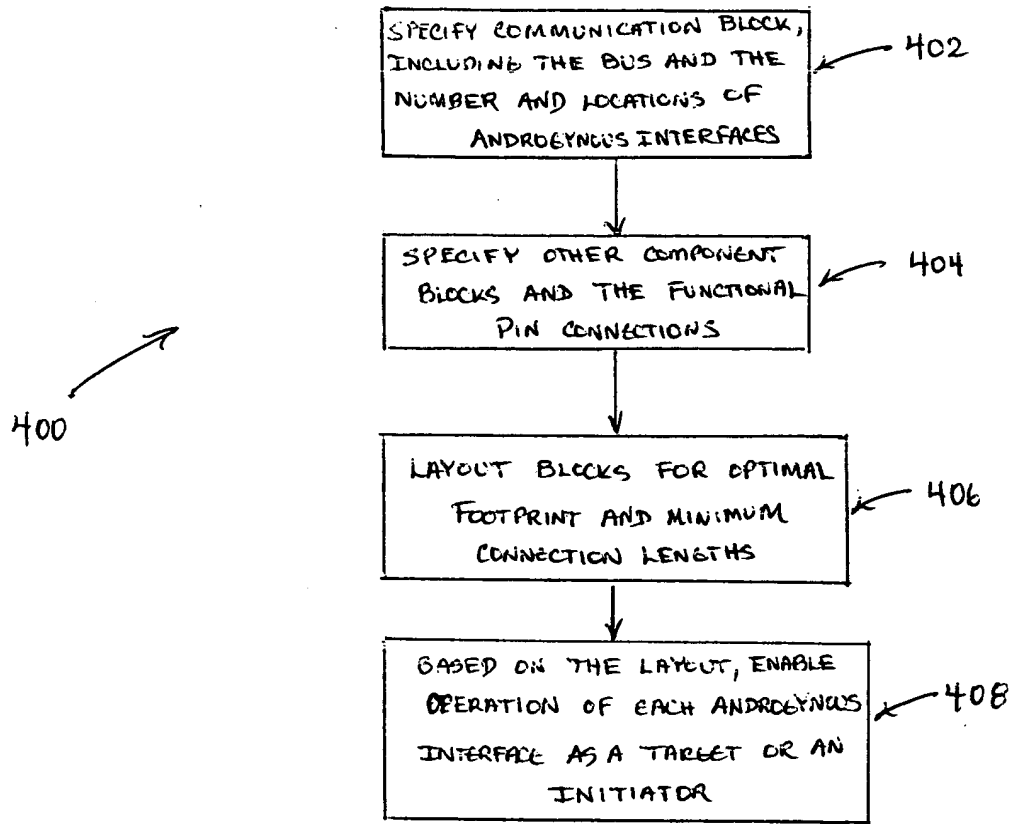 SPECIFY COMMUNICATION BLOCK,
INCLUDING THE BUS AND THE
NUMBER AND LOCATIONS OF
ANDROGYNOUS INTERFACES
402
SPECIFY OTHER COMPONENT
BLOCKS AND THE FUNCTIONAL
PIN CONNECTIONS
404
400
LAYOUT BLOCKS FOR OPTIMAL
FOOTPRINT AND MINIMUM
CONNECTION LENGTHS
406
BASED ON THE LAYOUT, ENABLE
OPERATION OF EACH ANDROGYNOUS
INTERFACE AS A TARGET OR AN
INITIATOR
408